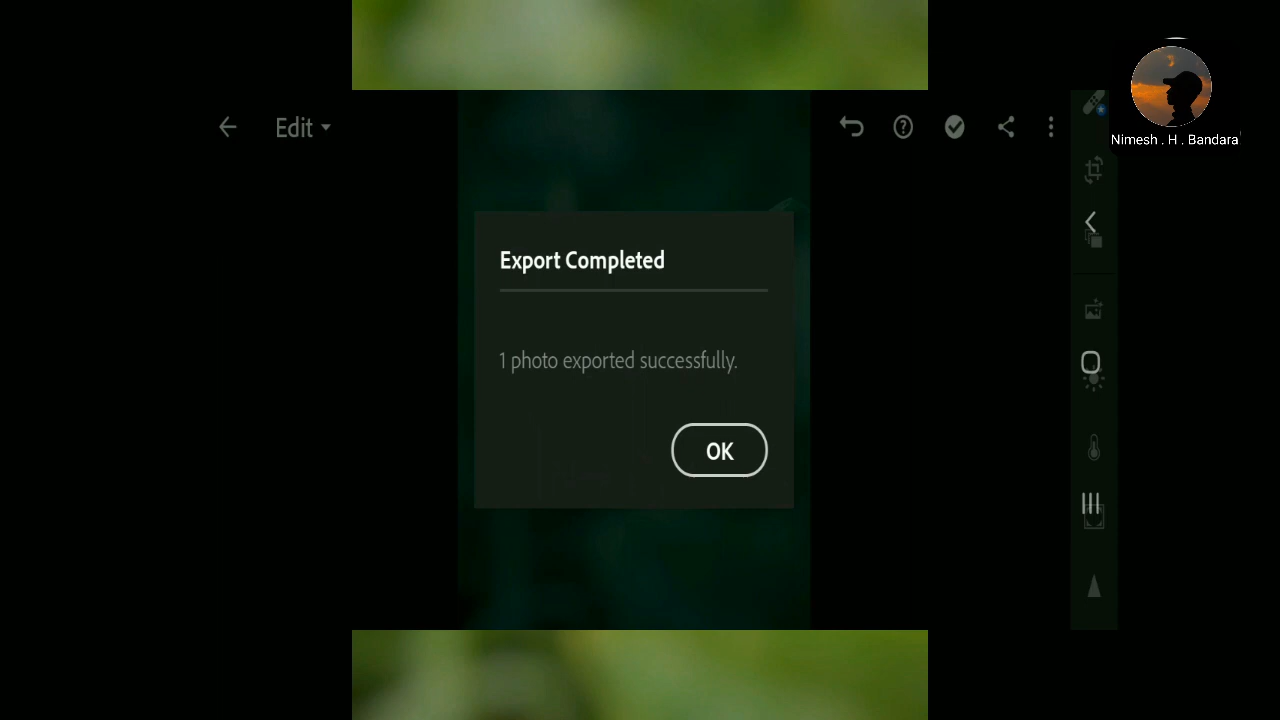 Edit
Nimesh . H . Bandara
Export Completed
1 photo exported successfully.
OK